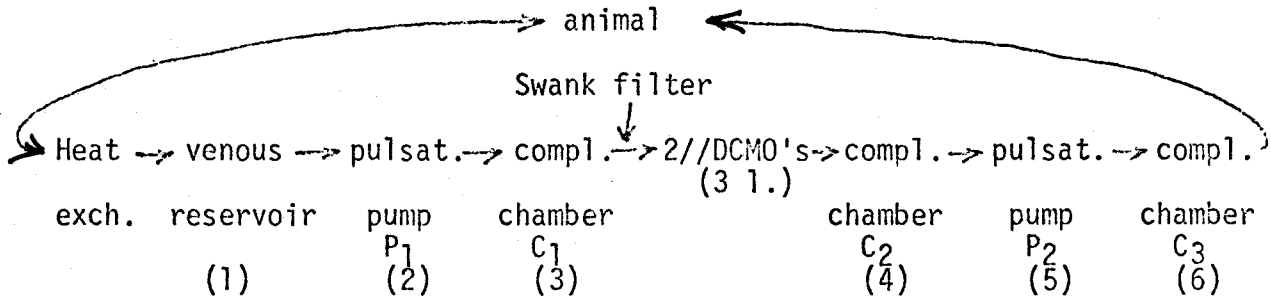 animal
Swank filter
Heat venous pulsat. compl. 2//DCMO's compl. pulsat. compl.
(3 l.)
exch. reservoir pump chamber chamber pump chamber
P1 C1 C2 P2 C3
(1) (2) (3) (4) (5) (6)